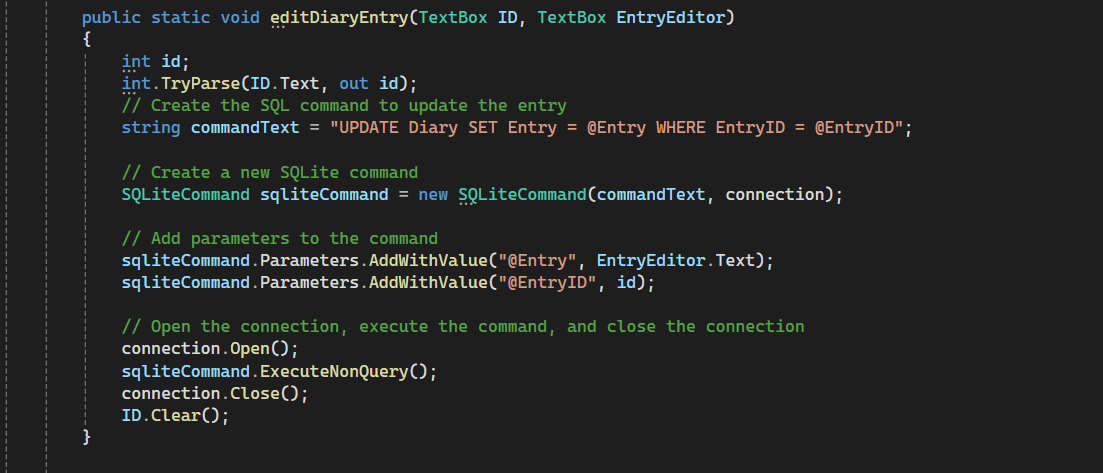 public static void editDiaryEntry(TextBox ID, TextBox EntryEditor)
{
int id;
int.TryParse(ID.Text, out id);
// Create the SQL command to update the entry
string commandText = "UPDATE Diary SET Entry = @Entry WHERE EntryID = @EntryID";
// Create a new SQLite command
SQLiteCommand sqliteCommand = new SQLiteCommand(commandText, connection);
// Add parameters to the command
sqliteCommand.Parameters.AddWithValue("@Entry", EntryEditor.Text);
sqliteCommand.Parameters.AddWithValue("@EntryID", id);
// Open the connection, execute the command, and close the connection
connection.Open();
sqliteCommand.ExecuteNonQuery();
connection.Close();
ID.Clear();
}